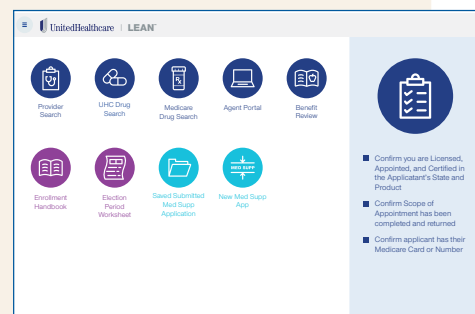 UnitedHealthcare | LEAN™
Provider
Search
UHC Drug
Search
Rx
Medicare
Drug Search
Agent Portal
Benefit
Review
Enrollment
Handbook
Election
Period
Worksheet
Saved Submitted
Med Supp
Application
MED SUPP
New Med Supp
App
Confirm you are Licensed,
Appointed, and Certified in
the Applicant's State and
Product
Confirm Scope of
Appointment has been
completed and returned
Confirm applicant has their
Medicare Card or Number